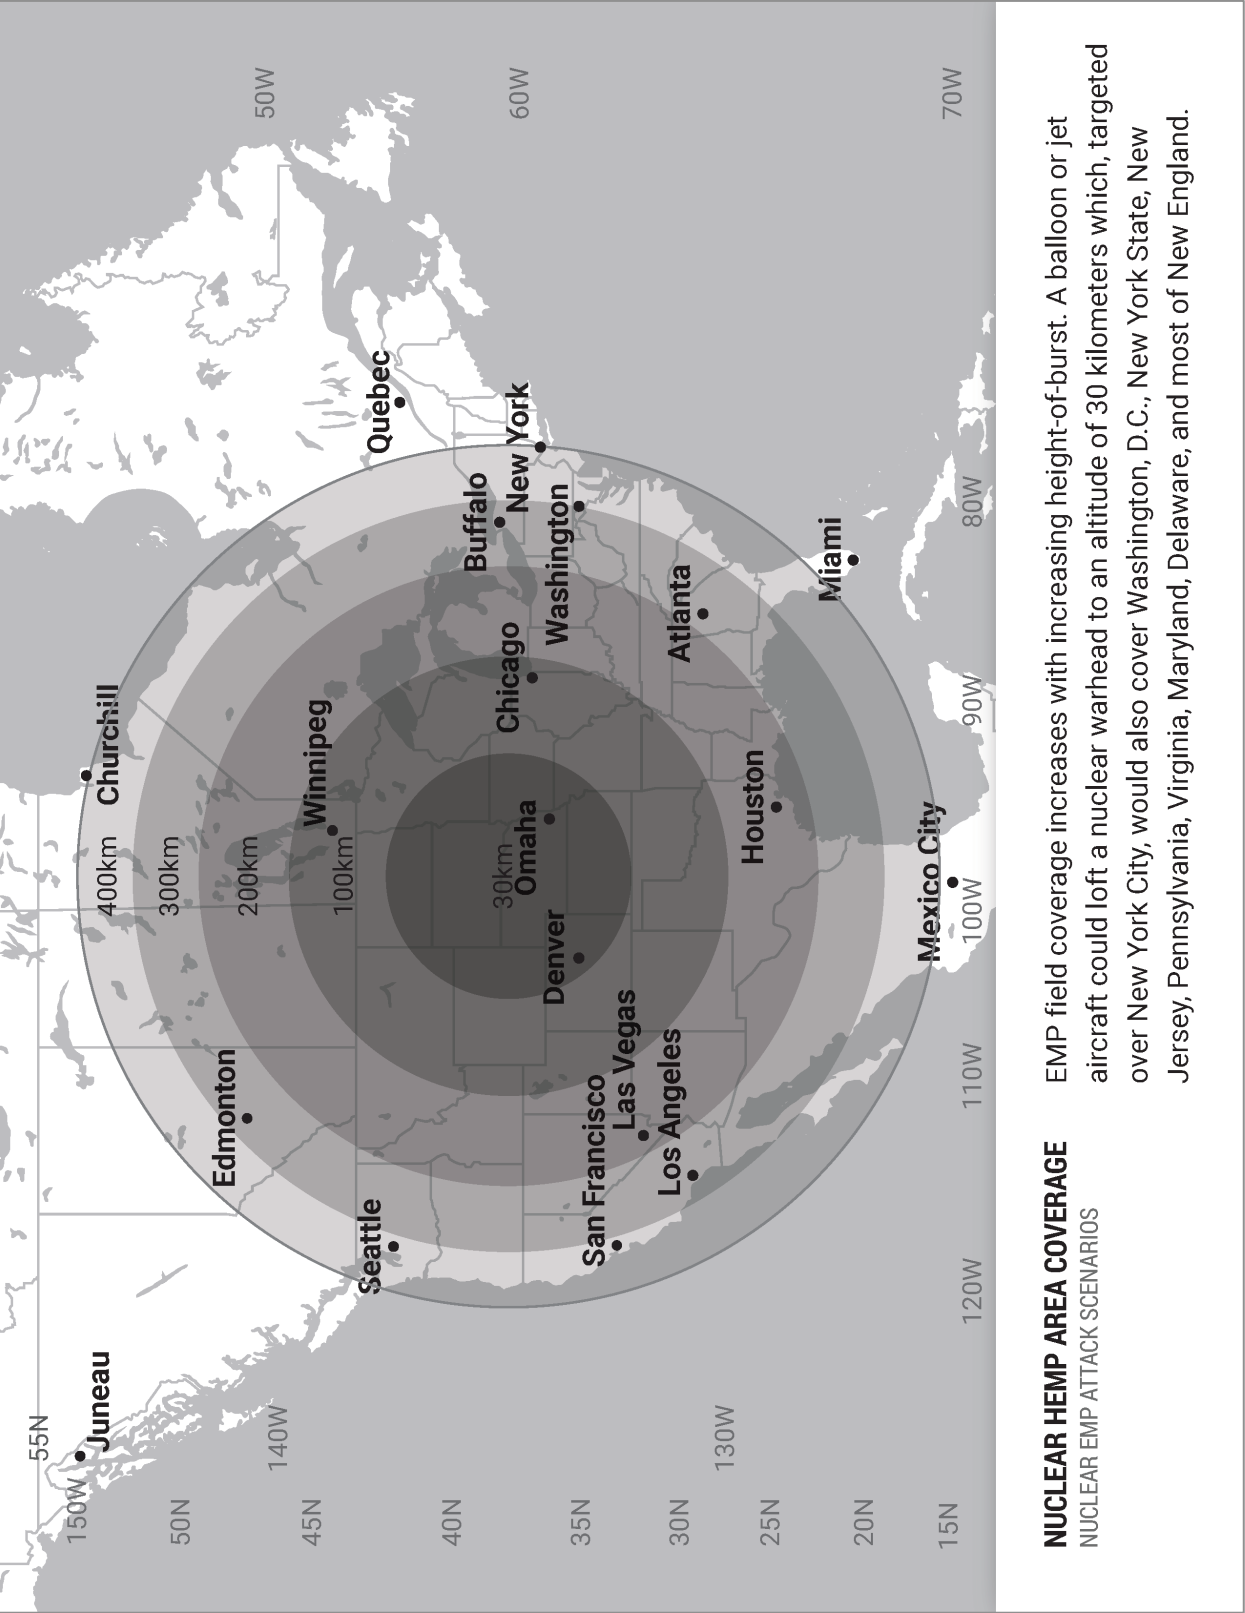 55N
150W
Juneau
50N
140W
45N
40N
130W
35N
30N
25N
20N
15N
Churchill
400km
300km
Edmonton
200km
Winnipeg
100km
Seattle
Quebec
Buffalo
New York
Chicago
30km
Omaha
Denver
Washington
San Francisco
Las Vegas
Los Angeles
Atlanta
Houston
Miami
Mexico City
50W
60W
70W
80W
90W
100W
110W
120W
NUCLEAR HEMP AREA COVERAGE
NUCLEAR EMP ATTACK SCENARIOS
EMP field coverage increases with increasing height-of-burst. A balloon or jet
aircraft could loft a nuclear warhead to an altitude of 30 kilometers which, targeted
over New York City, would also cover Washington, D.C., New York State, New
Jersey, Pennsylvania, Virginia, Maryland, Delaware, and most of New England.